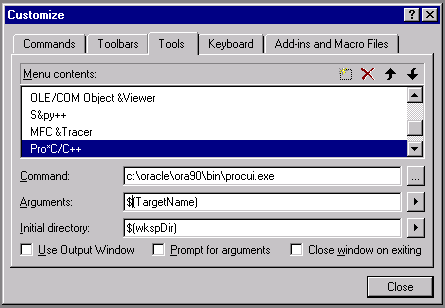 Customize
Commands Toolbars Tools Keyboard Add-ins and Macro Files
Menu contents:
OLE/COM Object &Viewer
S&py++
MFC &Tracer
Pro*C/C++
Command: c:\oracle\ora90\bin\procui.exe ...
Arguments: $(TargetName)
Initial directory: $(wkspDir)
Use Output Window Prompt for arguments Close window on exiting
Close